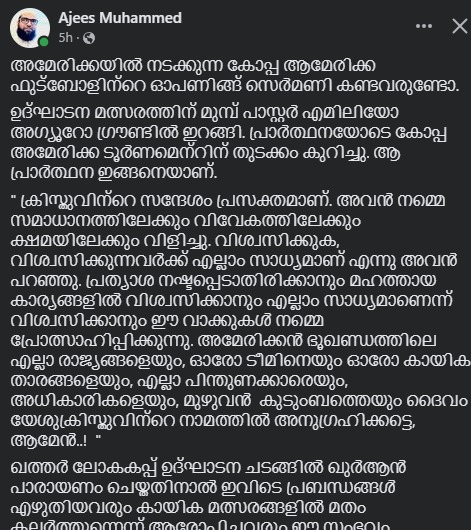 Ajees Muhammed
5h ·
അമേരിക്കയിൽ നടക്കുന്ന കോപ്പ ആമേരിക്ക
ഫുട്ബോളിന്റെ ഓപണിങ്ങ് സെർമണി കണ്ടവരുണ്ടോ.
ഉദ്ഘാടന മത്സരത്തിന് മുമ്പ് പാസ്റ്റർ എമിലിയോ
അഗ്യൂറോ ഗ്രൗണ്ടിൽ ഇറങ്ങി. പ്രാർത്ഥനയോടെ കോപ്പ
അമേരിക്ക ടൂർണമെന്റിന് തുടക്കം കുറിച്ചു. ആ
പ്രാർത്ഥന ഇങ്ങനെയാണ്.
" ക്രിസ്തുവിന്റെ സന്ദേശം പ്രസക്തമാണ്. അവൻ നമ്മെ
സമാധാനത്തിലേക്കും വിവേകത്തിലേക്കും
ക്ഷമയിലേക്കും വിളിച്ചു. വിശ്വസിക്കുക,
വിശ്വസിക്കുന്നവർക്ക് എല്ലാം സാധ്യമാണ് എന്നു അവൻ
പറഞ്ഞു. പ്രത്യാശ നഷ്ടപ്പെടാതിരിക്കാനും മഹത്തായ
കാര്യങ്ങളിൽ വിശ്വസിക്കാനും എല്ലാം സാധ്യമാണെന്ന്
വിശ്വസിക്കാനും ഈ വാക്കുകൾ നമ്മെ
പ്രോത്സാഹിപ്പിക്കുന്നു. അമേരിക്കൻ ഭൂഖണ്ഡത്തിലെ
എല്ലാ രാജ്യങ്ങളെയും, ഓരോ ടീമിനെയും ഓരോ കായിക
താരങ്ങളെയും, എല്ലാ പിന്തുണക്കാരെയും,
അധികാരികളെയും, മുഴുവൻ കുടുംബത്തെയും ദൈവം
യേശുക്രിസ്തുവിന്റെ നാമത്തിൽ അനുഗ്രഹിക്കട്ടെ,
ആമേൻ..! "
ഖത്തർ ലോകകപ്പ് ഉദ്ഘാടന ചടങ്ങിൽ ഖുർആൻ
പാരായണം ചെയ്തതിനാൽ ഇവിടെ പ്രബന്ധങ്ങൾ
എഴുതിയവരും കായിക മത്സരങ്ങളിൽ മതം
കലർത്തുന്നെന്ന് ആരോപിച്ചവരും ഈ സംഭവം